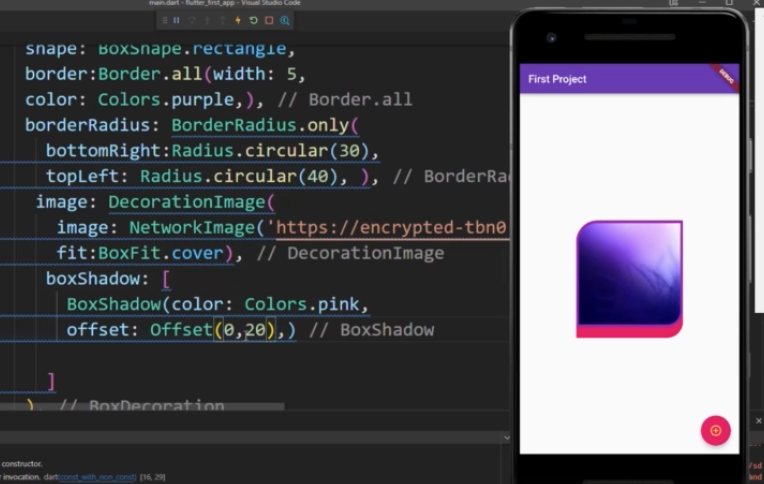 main.dart - flutter_first_app - Visual Studio Code
shape: BoxShape.rectangle,
border:Border.all(width: 5,
color: Colors.purple,), // Border.all
borderRadius: BorderRadius.only(
bottomRight:Radius.circular(30),
topLeft: Radius.circular(40), ), // BorderRa
image: DecorationImage(
image: NetworkImage('https://encrypted-tbn0
fit:BoxFit.cover), // DecorationImage
boxShadow: [
BoxShadow(color: Colors.pink,
offset: Offset(0,20),) // BoxShadow
]
), // BoxDecoration
constructor.
r invocation. dart(const_with_non_const) [16, 29]
First Project
DEBUG
/sd
and